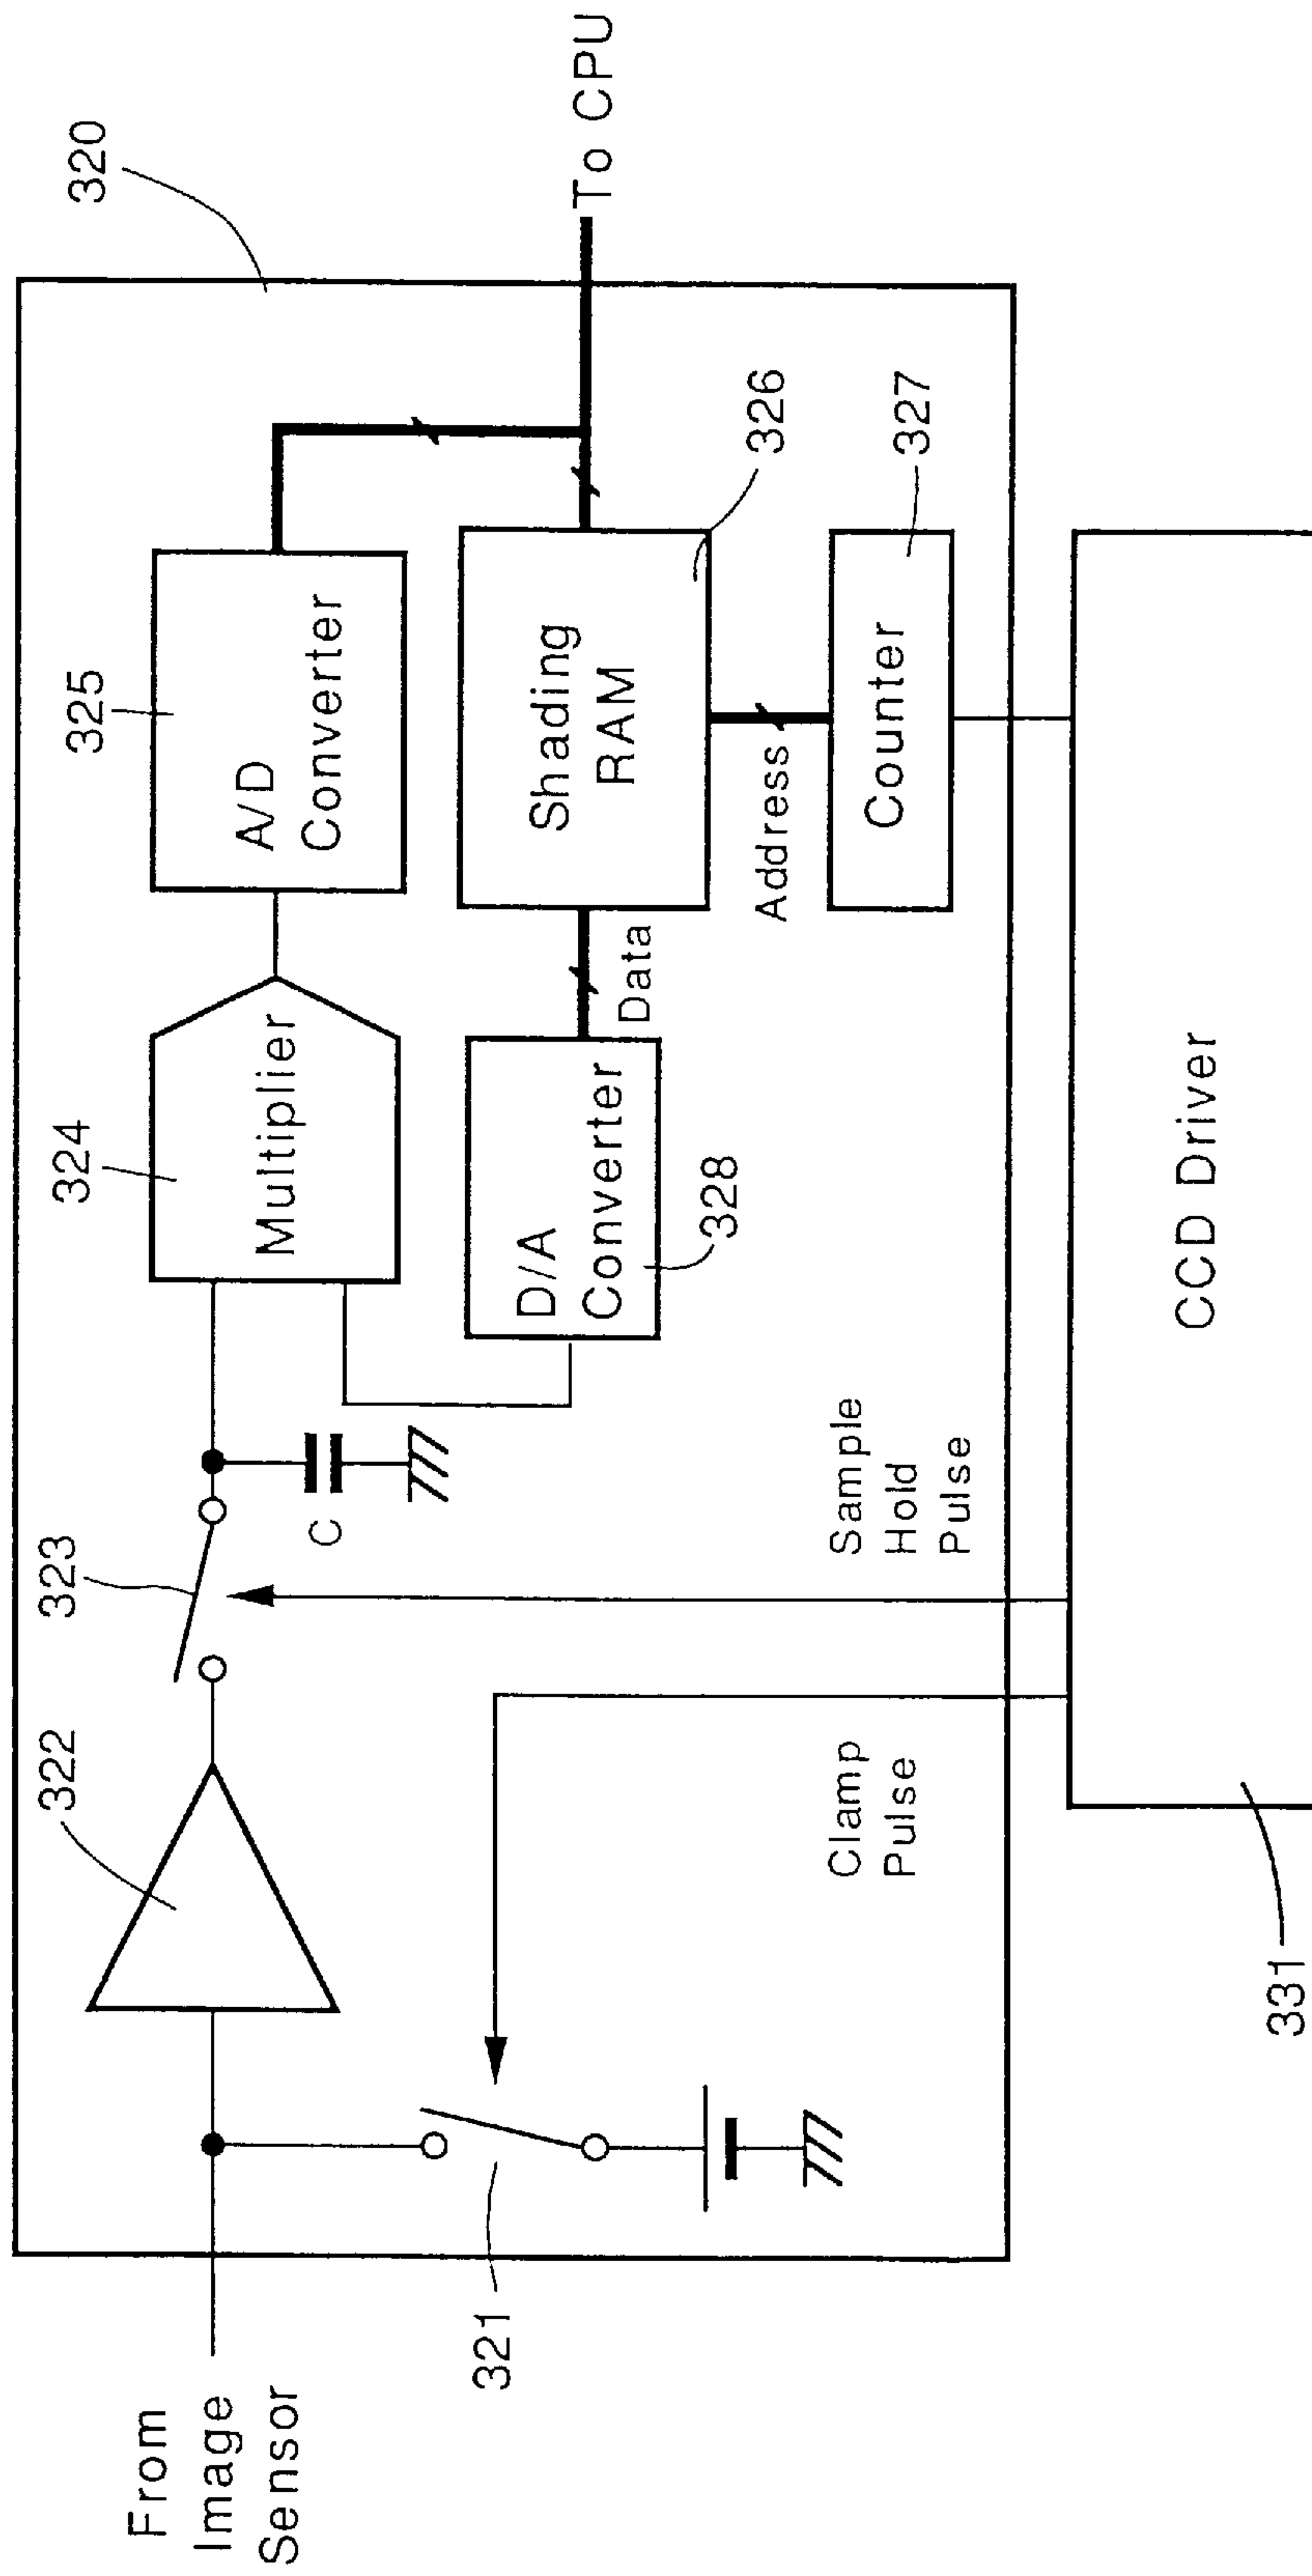 From
Image
Sensor
321
322
323
C
324
Multiplier
325
A/D
Converter
320
To CPU
D/A
Converter
328
Data
Shading
RAM
326
Address
Counter
327
Clamp
Pulse
Sample
Hold
Pulse
CCD Driver
331